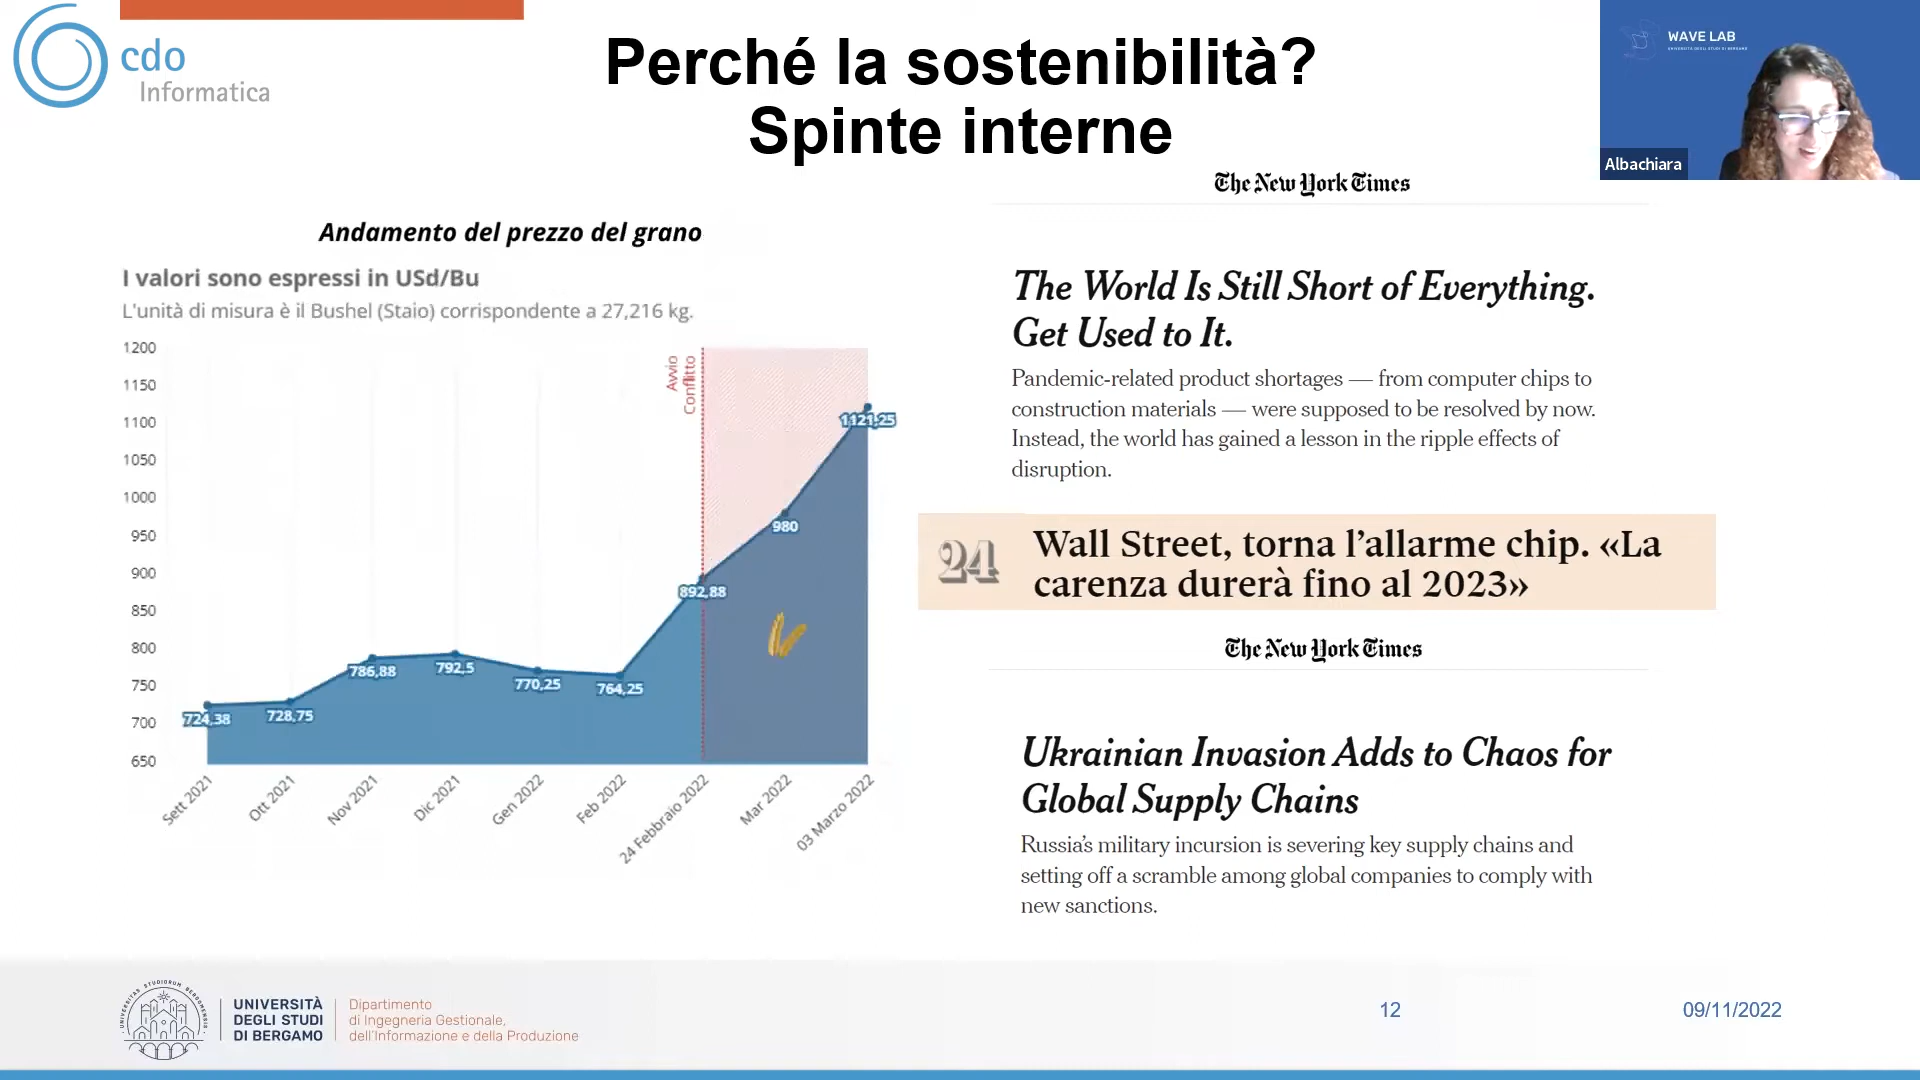 cdo
Informatica
Perché la sostenibilità?
Spinte interne
WAVE LAB
UNIVERSITÀ DEGLI STUDI DI BERGAMO
Albachiara
Andamento del prezzo del grano
I valori sono espressi in USd/Bu
L'unità di misura è il Bushel (Staio) corrispondente a 27,216 kg.
1200
1150
1100
1050
1000
950
900
850
800
750
700
650
Avvio
Conflitto
724,38
728,75
786,88
792,5
770,25
764,25
892,88
980
1121,25
Sett 2021
Ott 2021
Nov 2021
Dic 2021
Gen 2022
Feb 2022
24 Febbraio 2022
Mar 2022
03 Marzo 2022
The New York Times
The World Is Still Short of Everything.
Get Used to It.
Pandemic-related product shortages — from computer chips to
construction materials — were supposed to be resolved by now.
Instead, the world has gained a lesson in the ripple effects of
disruption.
24
Wall Street, torna l'allarme chip. «La
carenza durerà fino al 2023»
The New York Times
Ukrainian Invasion Adds to Chaos for
Global Supply Chains
Russia's military incursion is severing key supply chains and
setting off a scramble among global companies to comply with
new sanctions.
UNIVERSITÀ
DEGLI STUDI
DI BERGAMO
Dipartimento
di Ingegneria Gestionale,
dell'Informazione e della Produzione
12
09/11/2022